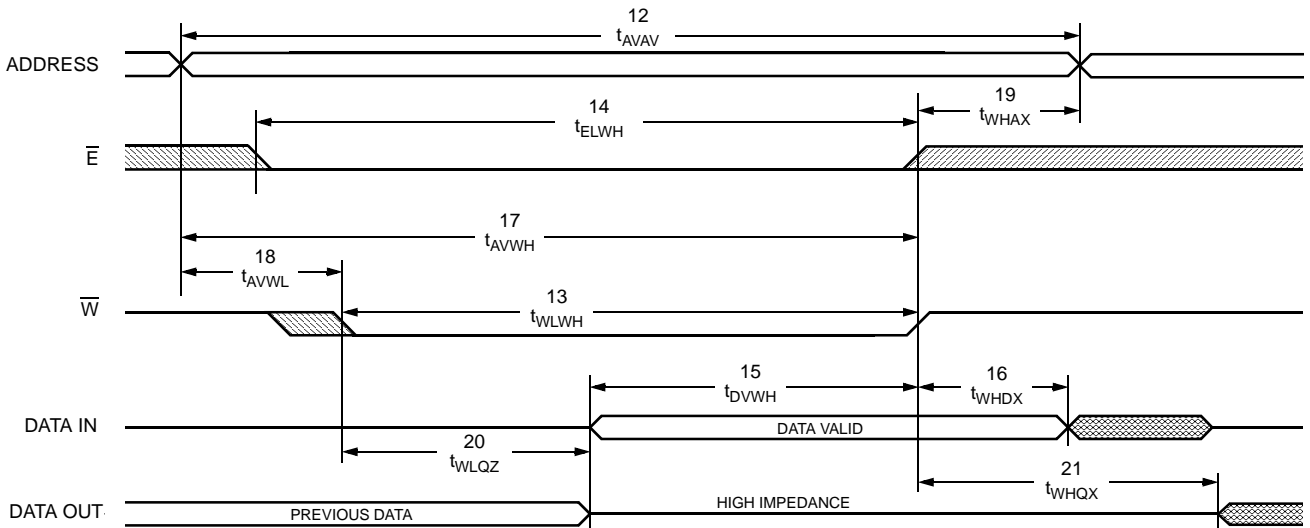 12
tAVAV
ADDRESS
14
tELWH
19
tWHAX
E
17
tAVWH
18
tAVWL
W
13
tWLWH
15
tDVWH
16
tWHDX
DATA IN
DATA VALID
20
tWLQZ
21
tWHQX
DATA OUT
PREVIOUS DATA
HIGH IMPEDANCE